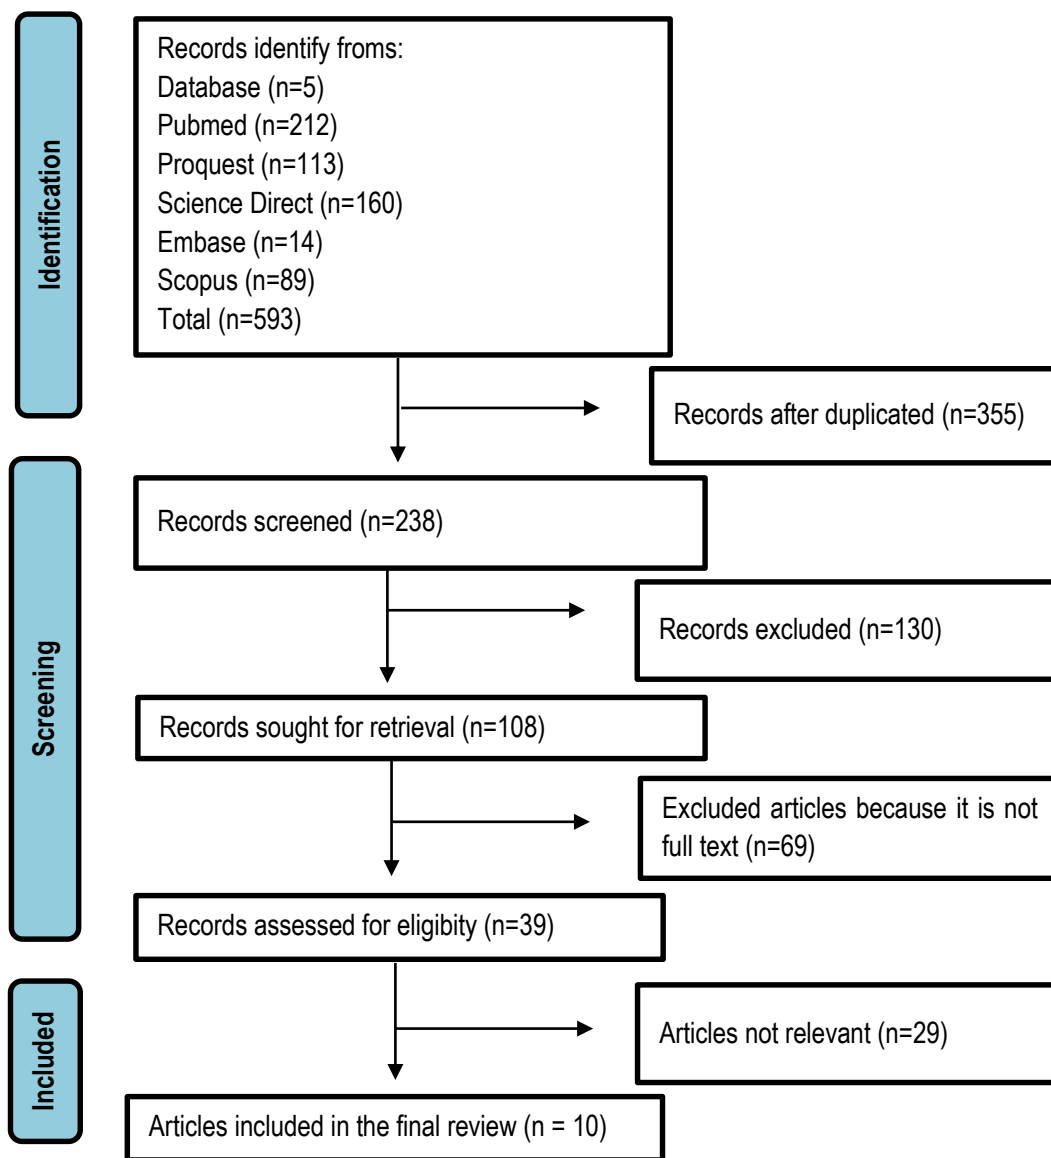 Identification
Records identify froms:
Database (n=5)
Pubmed (n=212)
Proquest (n=113)
Science Direct (n=160)
Embase (n=14)
Scopus (n=89)
Total (n=593)
Records after duplicated (n=355)
Screening
Records screened (n=238)
Records excluded (n=130)
Records sought for retrieval (n=108)
Excluded articles because it is not
full text (n=69)
Records assessed for eligibity (n=39)
Included
Articles not relevant (n=29)
Articles included in the final review (n = 10)